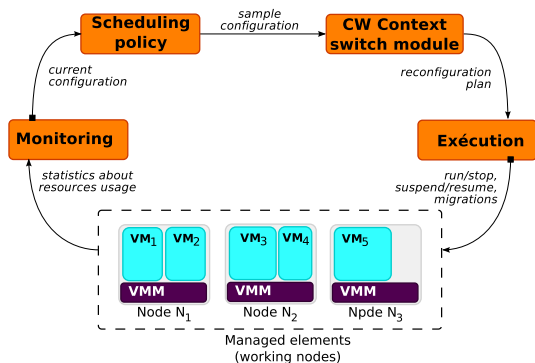 Scheduling
policy
sample
configuration
CW Context
switch module
current
configuration
reconfiguration
plan
Monitoring
Exécution
statistics about
resources usage
run/stop,
suspend/resume,
migrations
VM1 VM2 VM3 VM4 VM5
VMM VMM VMM
Node N1 Node N2 Npde N3
Managed elements
(working nodes)